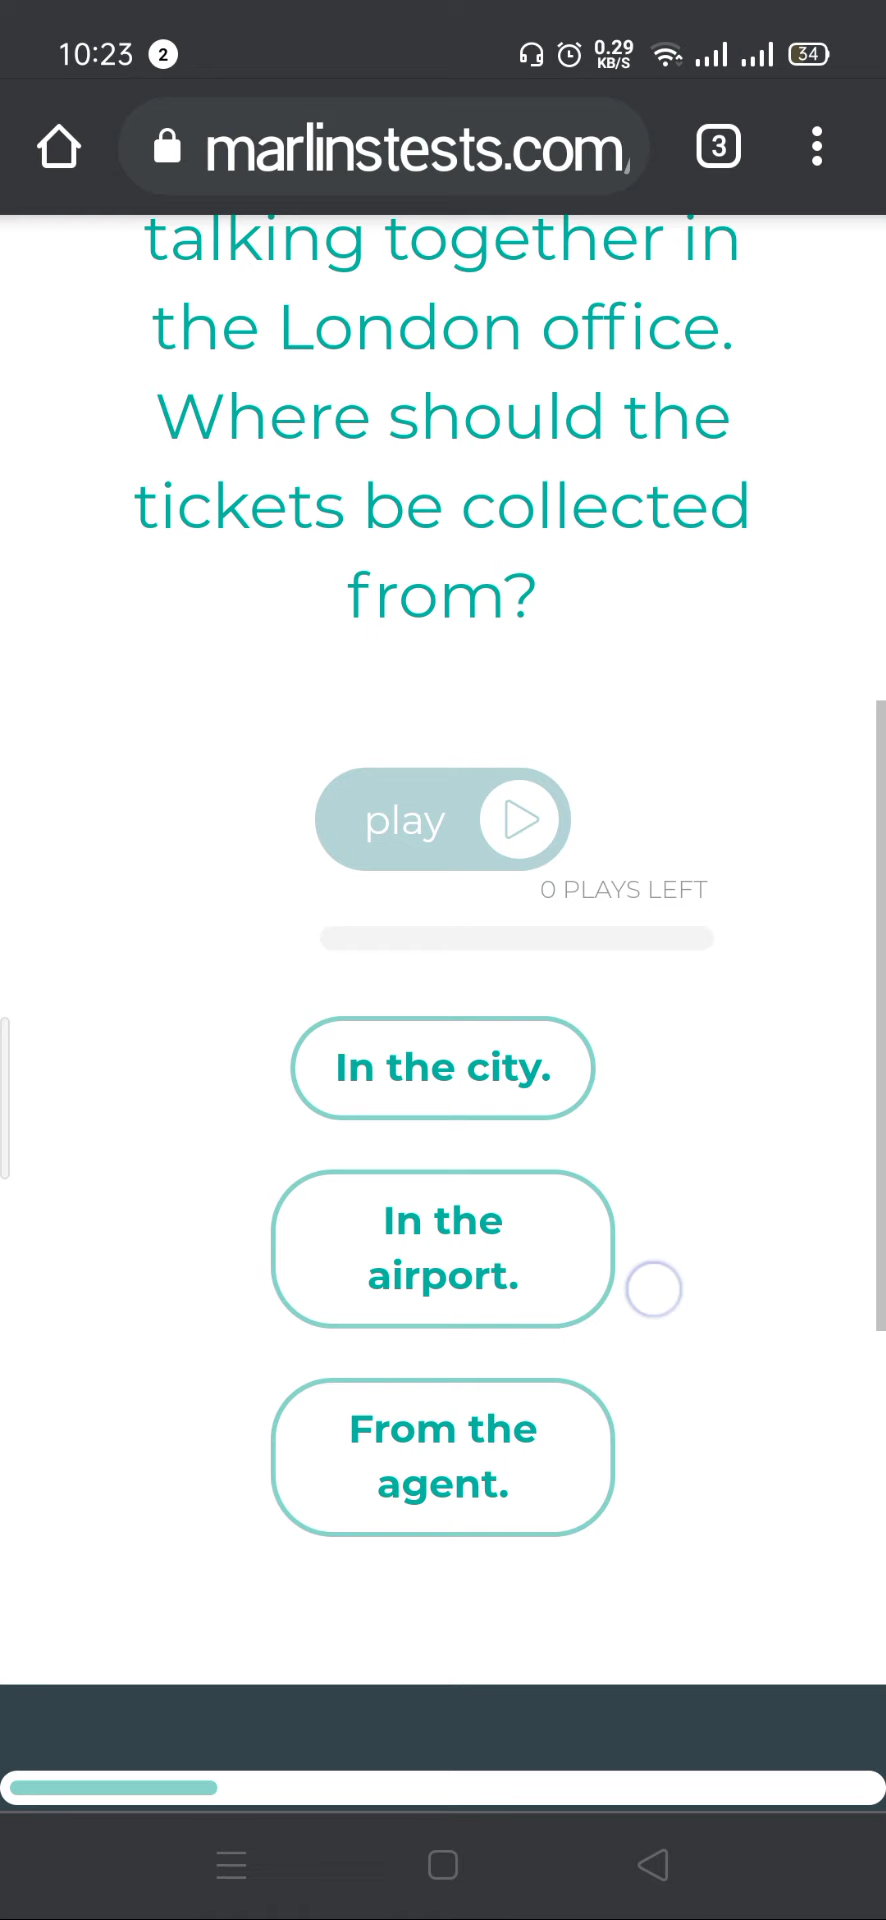 10:23 2 0.29 KB/S 34
marlinstests.com, 3
talking together in
the London office.
Where should the
tickets be collected
from?
play
0 PLAYS LEFT
In the city.
In the
airport.
From the
agent.